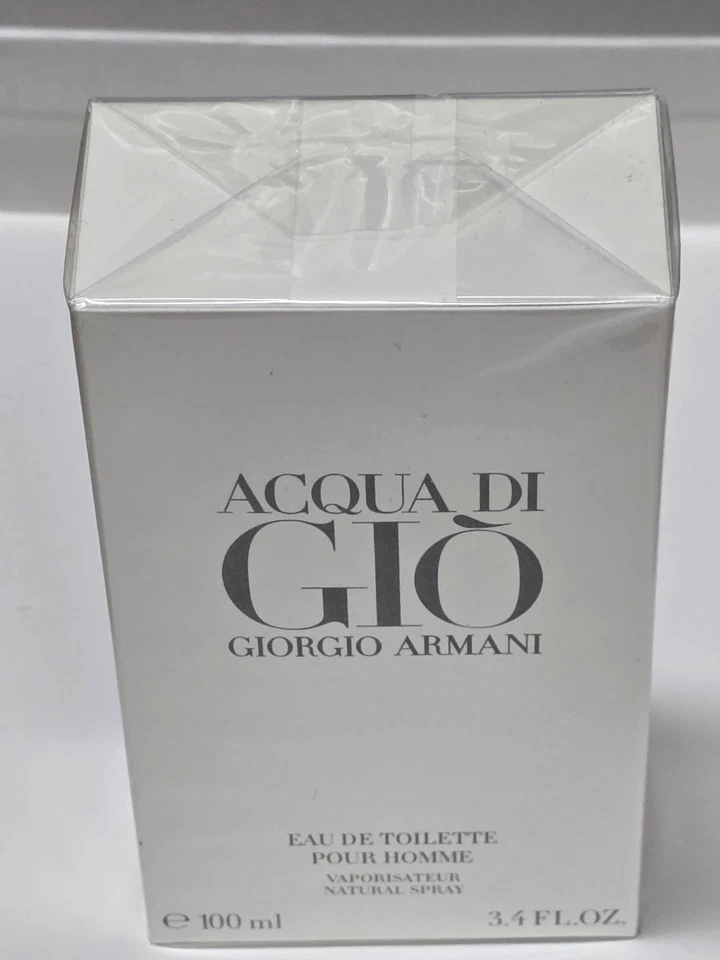 ACQUA DI
GIÒ
GIORGIO ARMANI
EAU DE TOILETTE
POUR HOMME
VAPORISATEUR
NATURAL SPRAY
℮ 100 ml 3.4 FL.OZ.